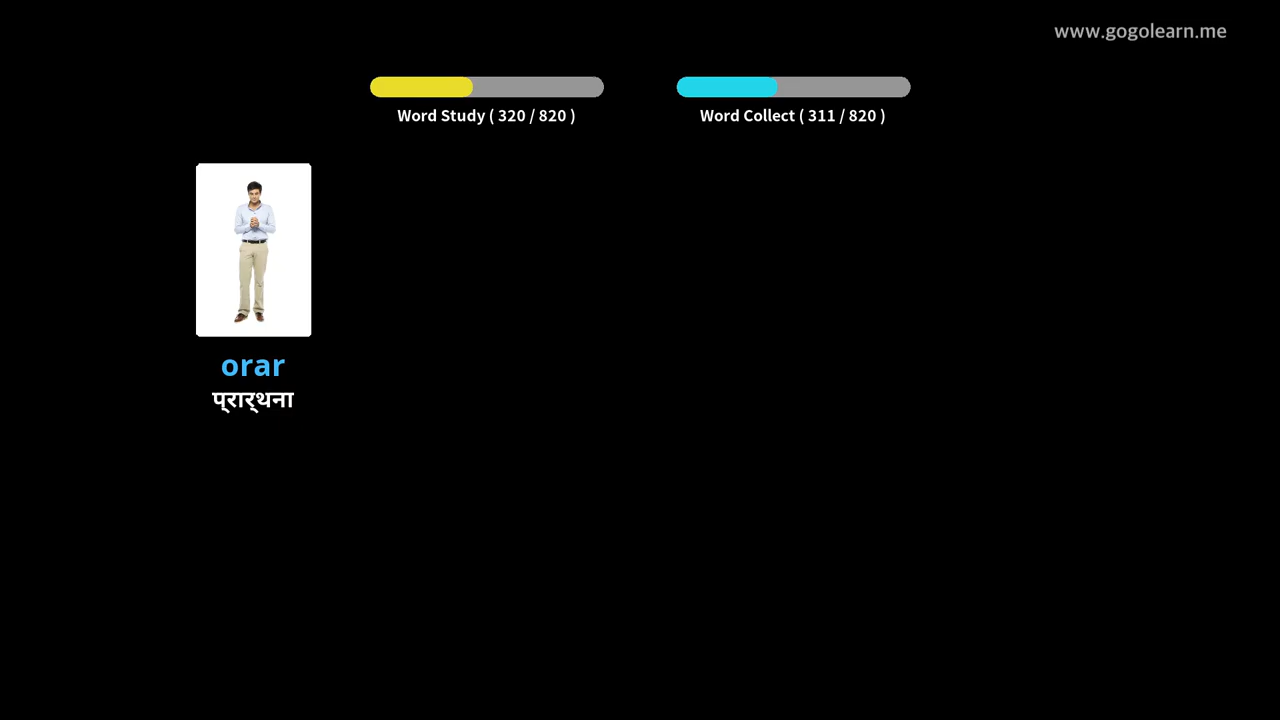 www.gogolearn.me
Word Study ( 320 / 820 )
Word Collect ( 311 / 820 )
orar
प्रार्थना